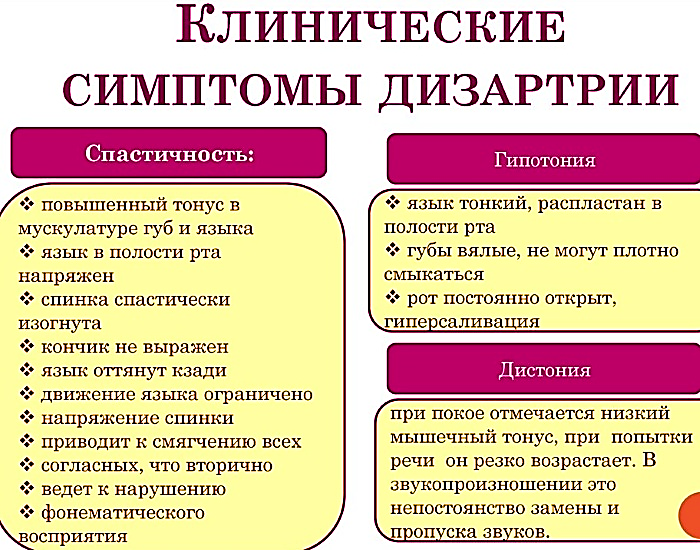 Клинические
симптомы дизартрии
Спастичность:
❖ повышенный тонус в
мускулатуре губ и языка
❖ язык в полости рта
напряжен
❖ спинка спастически
изогнута
❖ кончик не выражен
❖ язык оттянут кзади
❖ движение языка ограничено
❖ напряжение спинки
❖ приводит к смягчению всех
❖ согласных, что вторично
❖ ведет к нарушению
❖ фонематического
восприятия
Гипотония
❖ язык тонкий, распластан в
полости рта
❖ губы вялые, не могут плотно
смыкаться
❖ рот постоянно открыт,
гиперсаливация
Дистония
при покое отмечается низкий
мышечный тонус, при попытки
речи он резко возрастает. В
звукопроизношении это
непостоянство замены и
пропуска звуков.